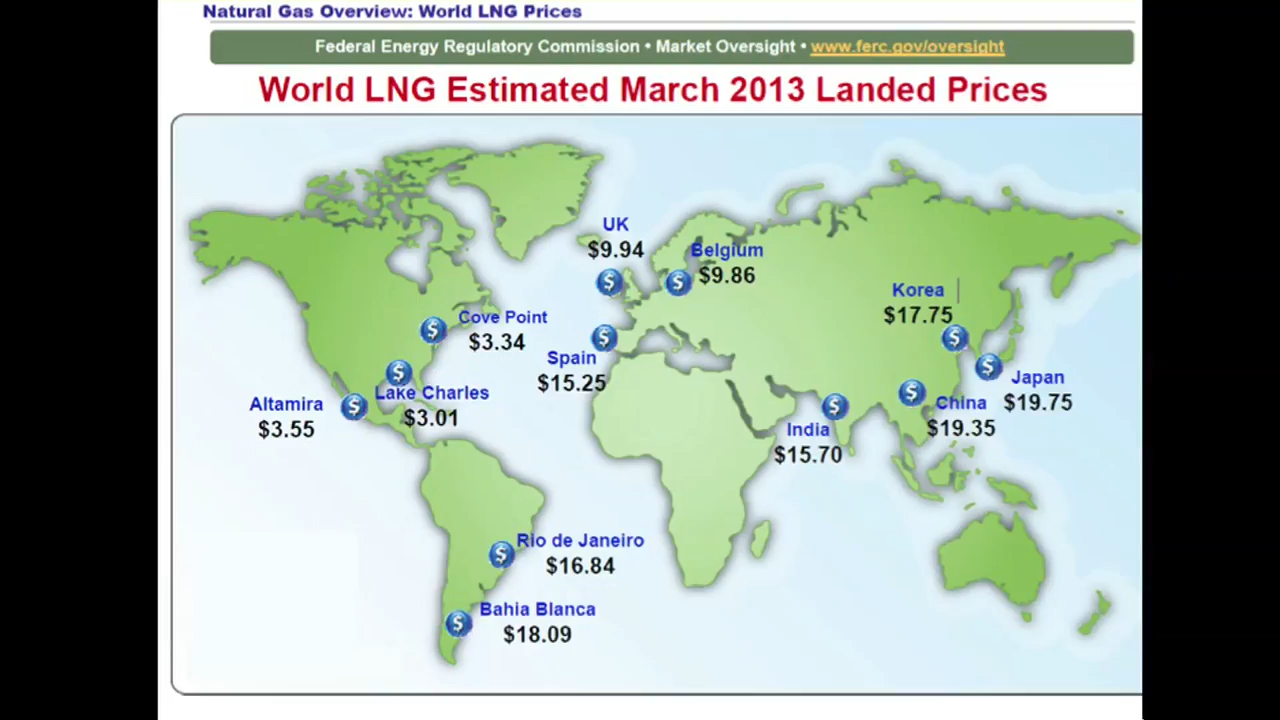 Natural Gas Overview: World LNG Prices
Federal Energy Regulatory Commission • Market Oversight • www.ferc.gov/oversight
World LNG Estimated March 2013 Landed Prices
UK
$9.94
Belgium
$9.86
Korea
$17.75
Cove Point
$3.34
Spain
$15.25
Japan
$19.75
Lake Charles
$3.01
Altamira
$3.55
China
$19.35
India
$15.70
Rio de Janeiro
$16.84
Bahia Blanca
$18.09